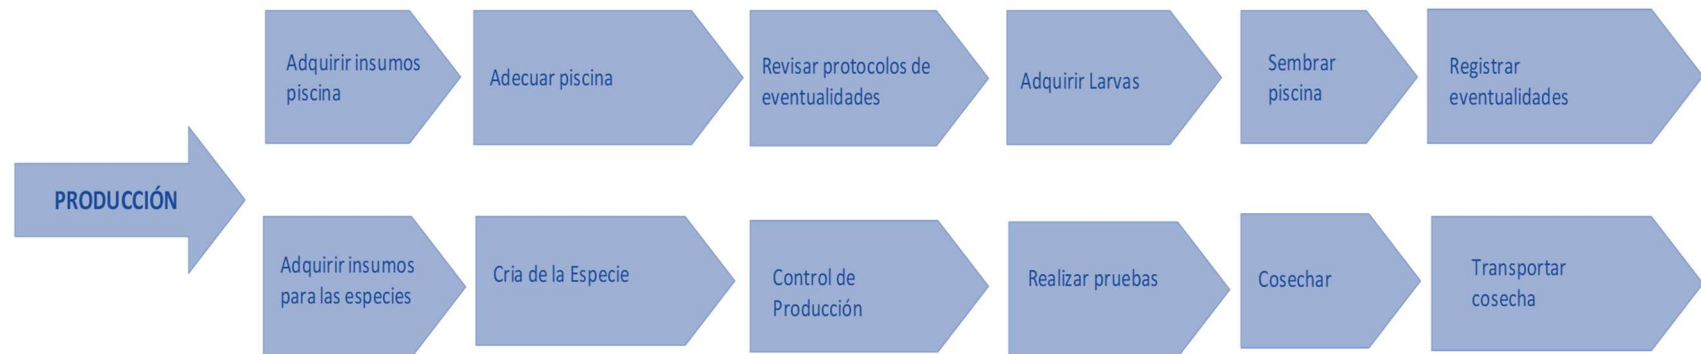 PRODUCCIÓN
Adquirir insumos
piscina
Adecuar piscina
Revisar protocolos de
eventualidades
Adquirir Larvas
Sembrar
piscina
Registrar
eventualidades
Adquirir insumos
para las especies
Cria de la Especie
Control de
Producción
Realizar pruebas
Cosechar
Transportar
cosecha